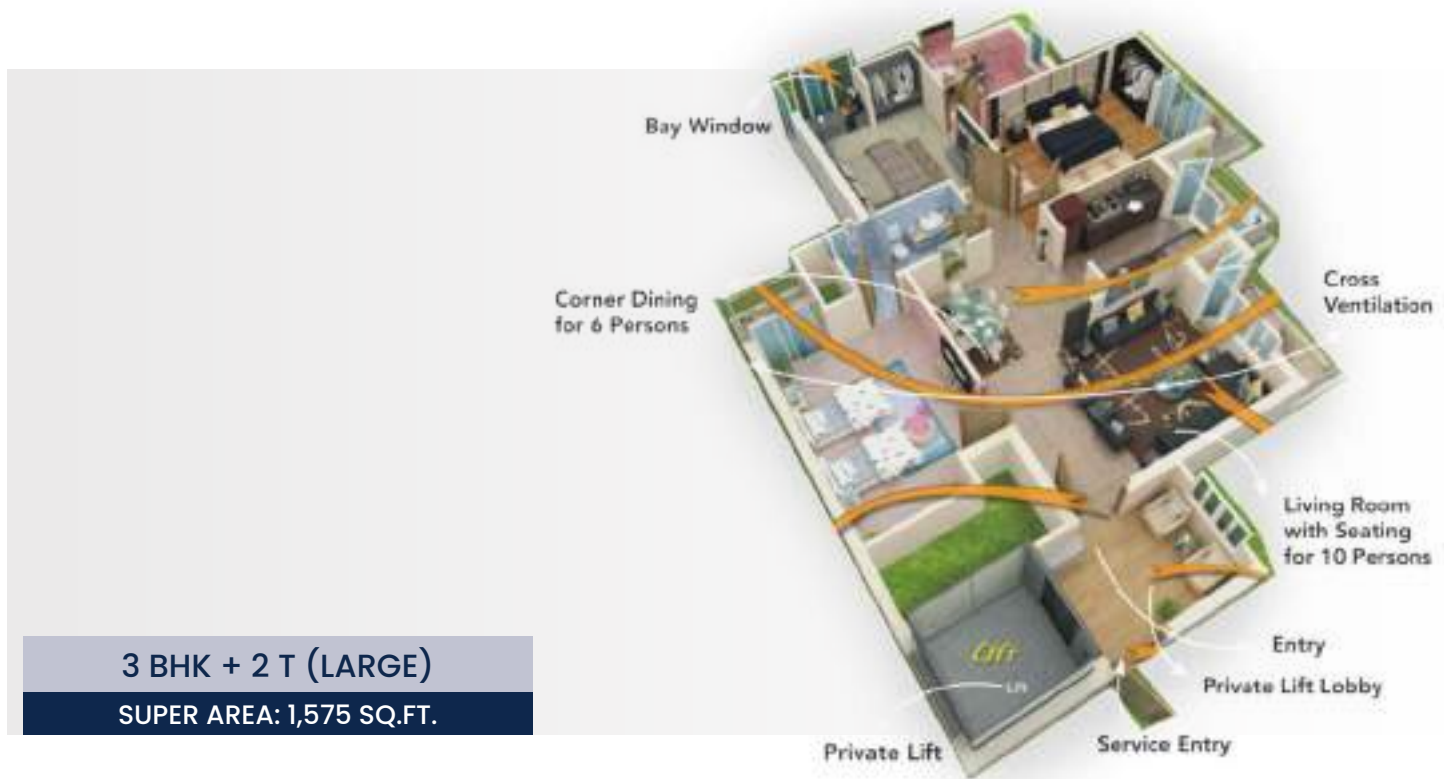 Bay Window
Corner Dining
for 6 Persons
Cross
Ventilation
Living Room
with Seating
for 10 Persons
Entry
Private Lift Lobby
Service Entry
Private Lift
Lift
3 BHK + 2 T (LARGE)
SUPER AREA: 1,575 SQ.FT.